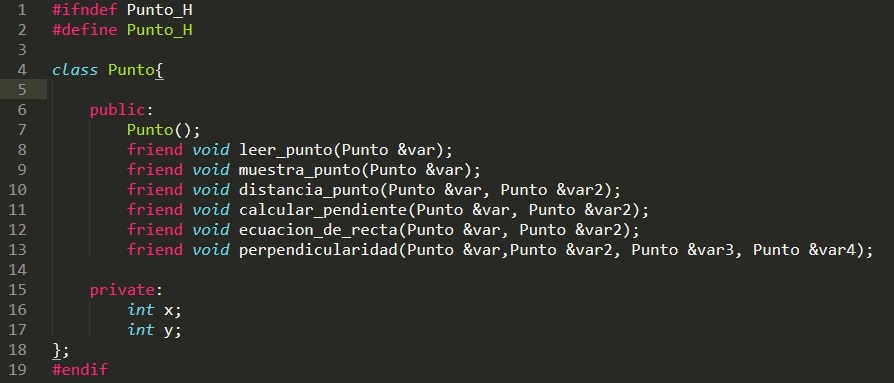 1 #ifndef Punto_H
2 #define Punto_H
3
4 class Punto{
5
6 public:
7 Punto();
8 friend void leer_punto(Punto &var);
9 friend void muestra_punto(Punto &var);
10 friend void distancia_punto(Punto &var, Punto &var2);
11 friend void calcular_pendiente(Punto &var, Punto &var2);
12 friend void ecuacion_de_recta(Punto &var, Punto &var2);
13 friend void perpendicularidad(Punto &var,Punto &var2, Punto &var3, Punto &var4);
14
15 private:
16 int x;
17 int y;
18 };
19 #endif